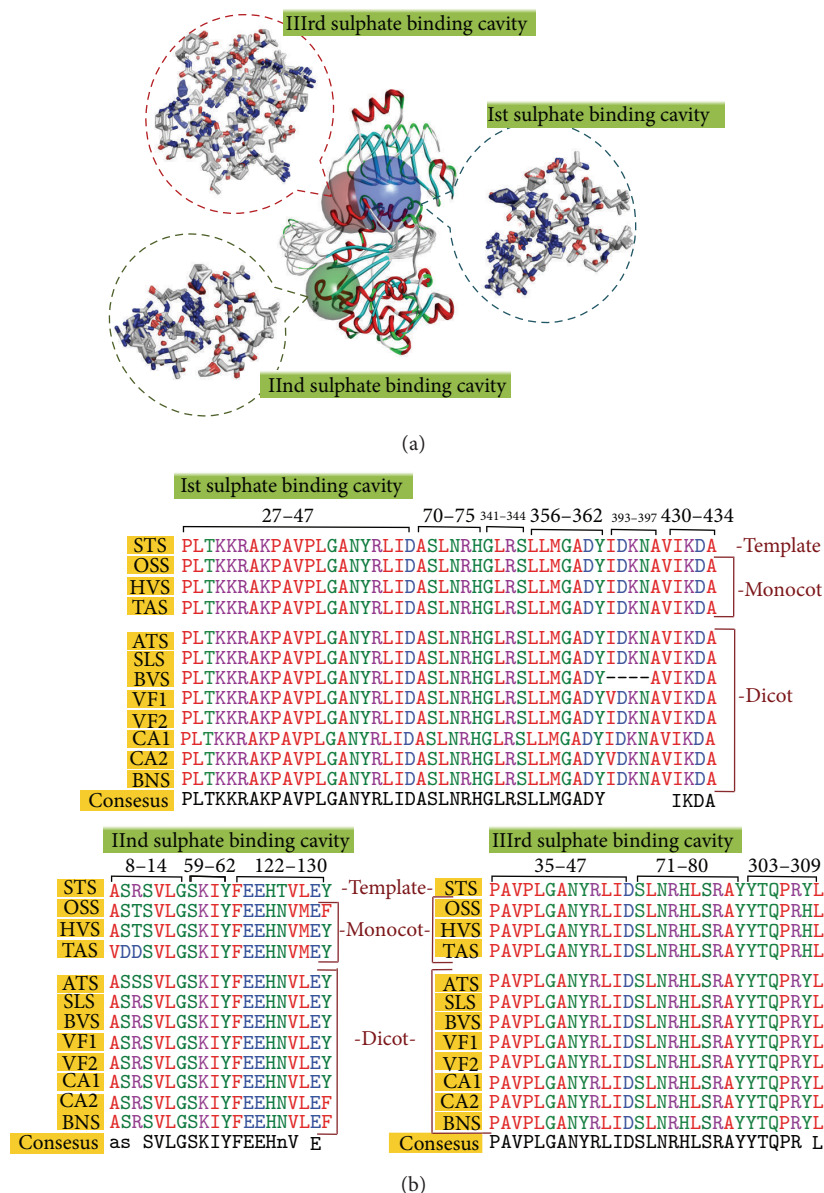 IIIrd sulphate binding cavity
Ist sulphate binding cavity
IInd sulphate binding cavity
(a)
Ist sulphate binding cavity
27–47 70–75 341–344 356–362 393–397 430–434
STS PLTKKRAKPAVPLGANYRLIDASLNRHGLRSLLMGADYIDKNAVIKDA -Template
OSS PLTKKRAKPAVPLGANYRLIDASLNRHGLRSLLMGADYIDKNAVIKDA
HVS PLTKKRAKPAVPLGANYRLIDASLNRHGLRSLLMGADYIDKNAVIKDA -Monocot
TAS PLTKKRAKPAVPLGANYRLIDASLNRHGLRSLLMGADYIDKNAVIKDA
ATS PLTKKRAKPAVPLGANYRLIDASLNRHGLRSLLMGADYIDKNAVIKDA
SLS PLTKKRAKPAVPLGANYRLIDASLNRHGLRSLLMGADYIDKNAVIKDA
BVS PLTKKRAKPAVPLGANYRLIDASLNRHGLRSLLMGADY----AVIKDA
VF1 PLTKKRAKPAVPLGANYRLIDASLNRHGLRSLLMGADYVDKNAVIKDA -Dicot
VF2 PLTKKRAKPAVPLGANYRLIDASLNRHGLRSLLMGADYIDKNAVIKDA
CA1 PLTKKRAKPAVPLGANYRLIDASLNRHGLRSLLMGADYIDKNAVIKDA
CA2 PLTKKRAKPAVPLGANYRLIDASLNRHGLRSLLMGADYVDKNAVIKDA
BNS PLTKKRAKPAVPLGANYRLIDASLNRHGLRSLLMGADYIDKNAVIKDA
Consesus PLTKKRAKPAVPLGANYRLIDASLNRHGLRSLLMGADY IKDA
IInd sulphate binding cavity
8–14 59–62 122–130
STS ASRSVLGSKIYFEEHTVLEY -Template-
OSS ASTSVLGSKIYFEEHNVMEF
HVS ASTSVLGSKIYFEEHNVMEY -Monocot-
TAS VDDSVLGSKIYFEEHNVMEY
ATS ASSSVLGSKIYFEEHNVLEY
SLS ASRSVLGSKIYFEEHNVLEY
BVS ASRSVLGSKIYFEEHNVLEY
VF1 ASRSVLGSKIYFEEHNVLEY -Dicot-
VF2 ASRSVLGSKIYFEEHNVLEY
CA1 ASRSVLGSKIYFEEHNVLEY
CA2 ASRSVLGSKIYFEEHNVLEF
BNS ASRSVLGSKIYFEEHNVLEF
Consesus as SVLGSKIYFEEHnV E
IIIrd sulphate binding cavity
35–47 71–80 303–309
STS PAVPLGANYRLIDSLNRHLSRAYYTQPRYL
OSS PAVPLGANYRLIDSLNRHLSRAYYTQPRHL
HVS PAVPLGANYRLIDSLNRHLSRAYYTQPRHL
TAS PAVPLGANYRLIDSLNRHLSRAYYTQPRHL
ATS PAVPLGANYRLIDSLNRHLSRAYYTQPRYL
SLS PAVPLGANYRLIDSLNRHLSRAYYTQPRYL
BVS PAVPLGANYRLIDSLNRHLSRAYYTQPRYL
VF1 PAVPLGANYRLIDSLNRHLSRAYYTQPRYL
VF2 PAVPLGANYRLIDSLNRHLSRAYYTQPRYL
CA1 PAVPLGANYRLIDSLNRHLSRAYYTQPRYL
CA2 PAVPLGANYRLIDSLNRHLSRAYYTQPRYL
BNS PAVPLGANYRLIDSLNRHLSRAYYTQPRYL
Consesus PAVPLGANYRLIDSLNRHLSRAYYTQPR L
(b)